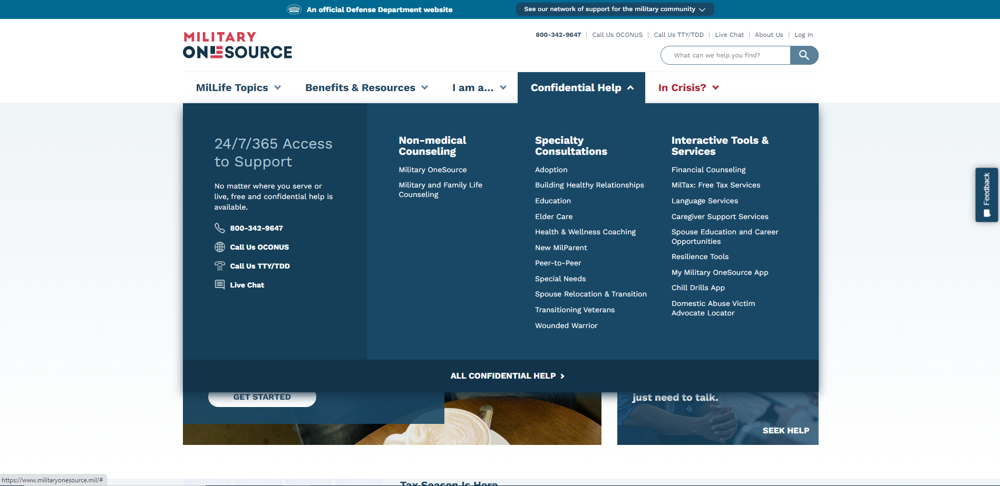 An official Defense Department website
See our network of support for the military community
MILITARY
ONESOURCE
800-342-9647
Call Us OCONUS
Call Us TTY/TDD
Live Chat
About Us
Log In
What can we help you find?
MilLife Topics
Benefits & Resources
I am a...
Confidential Help
In Crisis?
24/7/365 Access
to Support
No matter where you serve or
live, free and confidential help is
available.
800-342-9647
Call Us OCONUS
Call Us TTY/TDD
Live Chat
Non-medical
Counseling
Military OneSource
Military and Family Life
Counseling
Specialty
Consultations
Adoption
Building Healthy Relationships
Education
Elder Care
Health & Wellness Coaching
New MilParent
Peer-to-Peer
Special Needs
Spouse Relocation & Transition
Transitioning Veterans
Wounded Warrior
Interactive Tools &
Services
Financial Counseling
MilTax: Free Tax Services
Language Services
Caregiver Support Services
Spouse Education and Career
Opportunities
Resilience Tools
My Military OneSource App
Chill Drills App
Domestic Abuse Victim
Advocate Locator
ALL CONFIDENTIAL HELP
Feedback
GET STARTED
just need to talk.
SEEK HELP
https://www.militaryonesource.mil/#
Tax Season Is Here